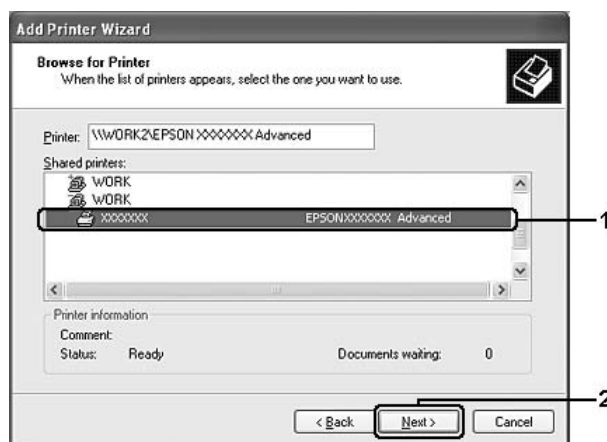 Add Printer Wizard
Browse for Printer
When the list of printers appears, select the one you want to use.
Printer: \\WORK2\EPSON XXXXXXX Advanced
Shared printers:
WORK
WORK
XXXXXXX EPSONXXXXXXX Advanced
1
Printer information
Comment:
Status: Ready Documents waiting: 0
2
< Back Next > Cancel